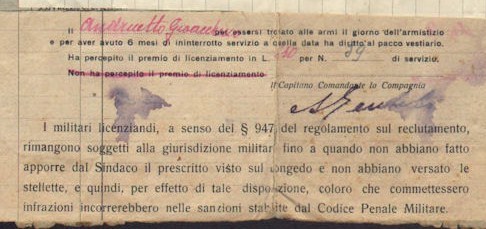 Il Andruetto Gioacchino per essersi trovato alle armi il giorno dell'armistizio
e per aver avuto 6 mesi di ininterrotto servizio a quella data ha diritto al pacco vestiario.
Ha percepito il premio di licenziamento in L. per N. 89 di servizio.
Non ha percepito il premio di licenziamento
Il Capitano Comandante la Compagnia
I militari licenziandi, a senso del § 947 del regolamento sul reclutamento,
rimangono soggetti alla giurisdizione militar fino a quando non abbiano fatto
apporre dal Sindaco il prescritto visto sul congedo e non abbiano versato le
stellette, e quindi, per effetto di tale disposizione, coloro che commettessero
infrazioni incorrerebbero nelle sanzioni stabilite dal Codice Penale Militare.